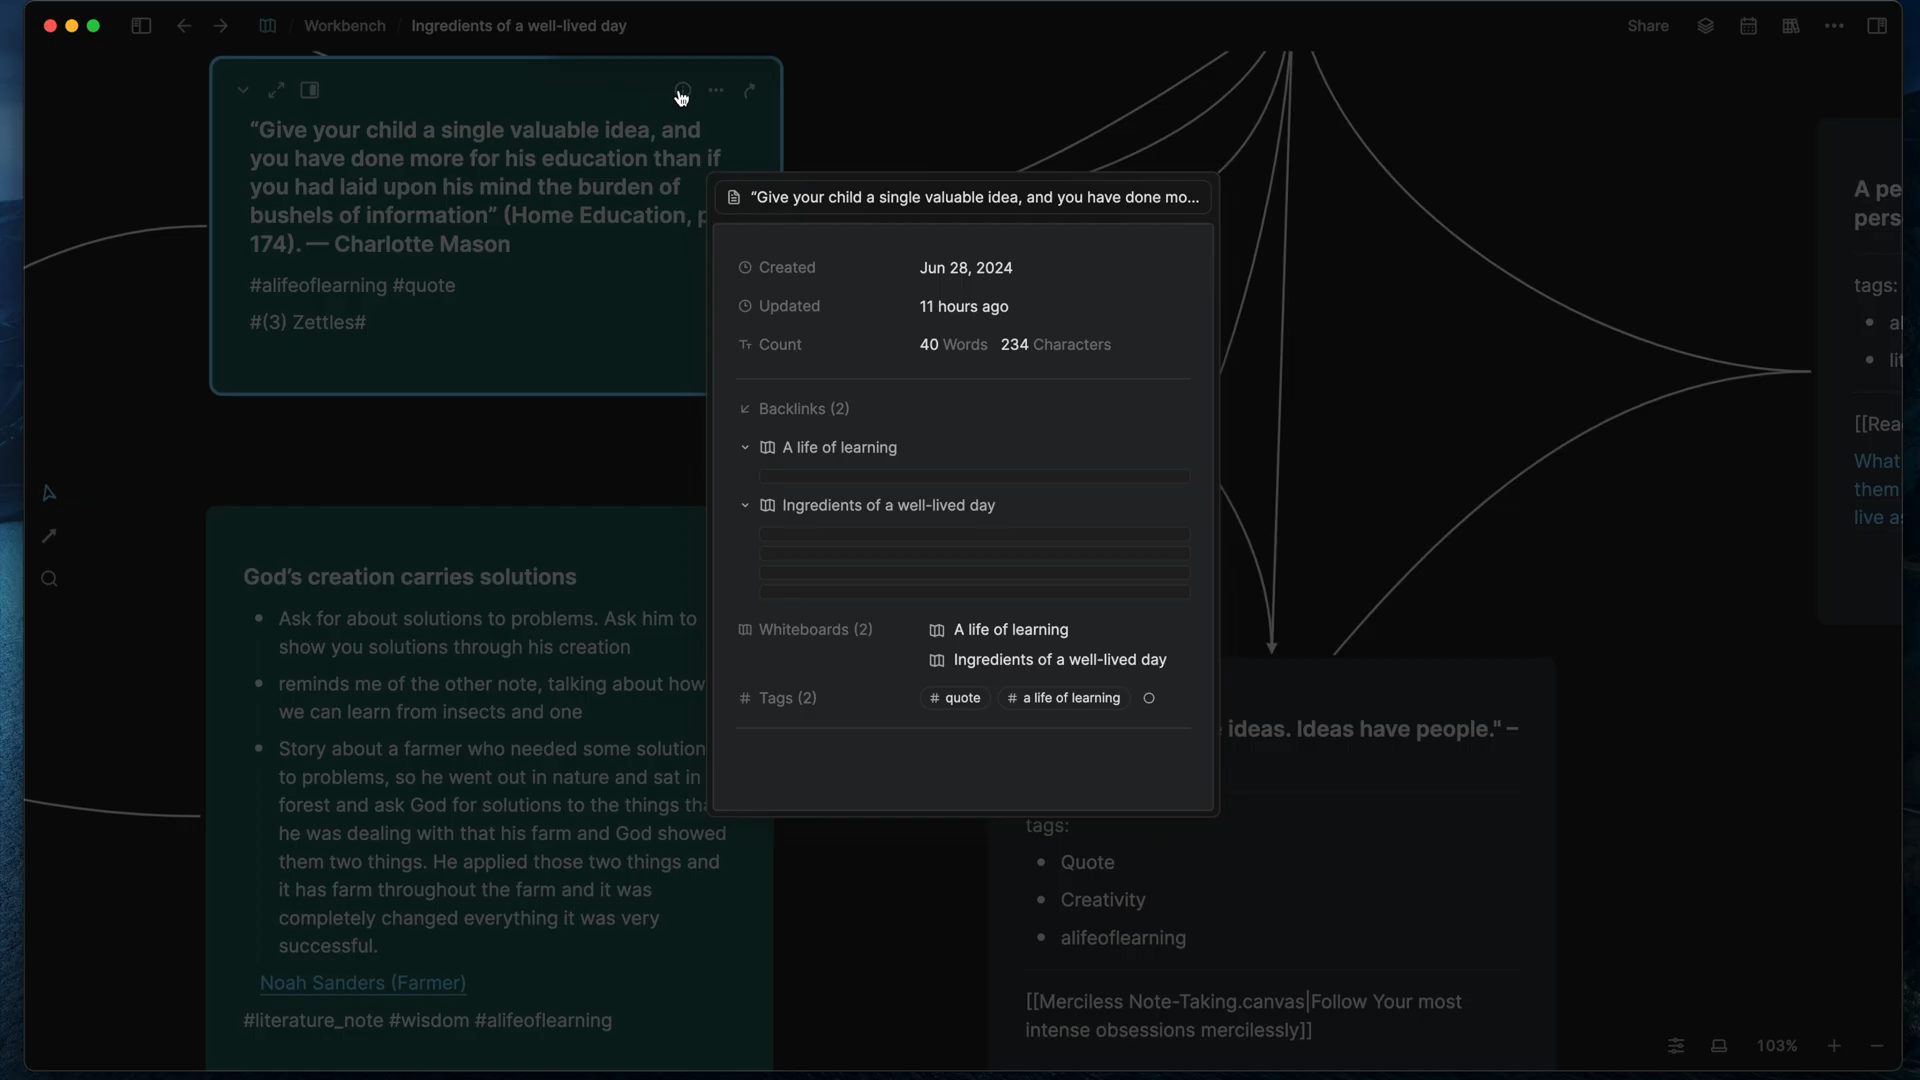 Workbench / Ingredients of a well-lived day
Share
“Give your child a single valuable idea, and
you have done more for his education than if
you had laid upon his mind the burden of
bushels of information” (Home Education, p
174). — Charlotte Mason
#alifeoflearning #quote
#(3) Zettles#
God’s creation carries solutions
Ask for about solutions to problems. Ask him to
show you solutions through his creation
reminds me of the other note, talking about how
we can learn from insects and one
Story about a farmer who needed some solution
to problems, so he went out in nature and sat in
forest and ask God for solutions to the things tha
he was dealing with that his farm and God showed
them two things. He applied those two things and
it has farm throughout the farm and it was
completely changed everything it was very
successful.
Noah Sanders (Farmer)
#literature_note #wisdom #alifeoflearning
“Give your child a single valuable idea, and you have done mo...
Created Jun 28, 2024
Updated 11 hours ago
Count 40 Words 234 Characters
Backlinks (2)
A life of learning
Ingredients of a well-lived day
Whiteboards (2) A life of learning
Ingredients of a well-lived day
# Tags (2) # quote # a life of learning
ideas. Ideas have people." –
tags:
Quote
Creativity
alifeoflearning
[[Merciless Note-Taking.canvas|Follow Your most
intense obsessions mercilessly]]
A pe
pers
tags:
al
lit
[[Rea
What
them
live as
103%